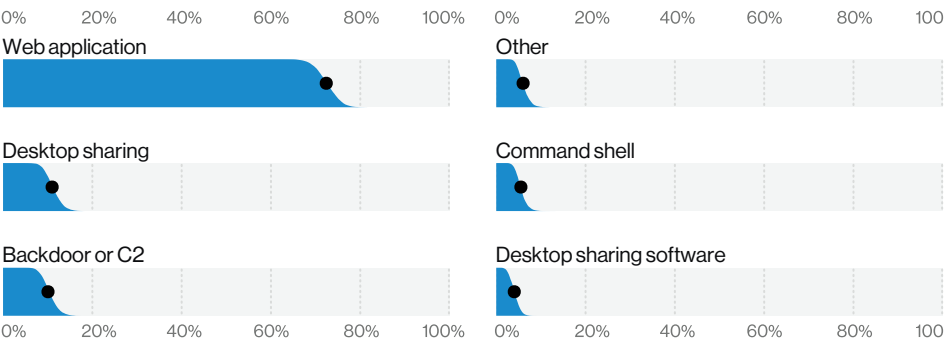 0% 20% 40% 60% 80% 100% 0% 20% 40% 60% 80% 100
Web application Other
Desktop sharing Command shell
Backdoor or C2 Desktop sharing software
0% 20% 40% 60% 80% 100% 0% 20% 40% 60% 80% 100